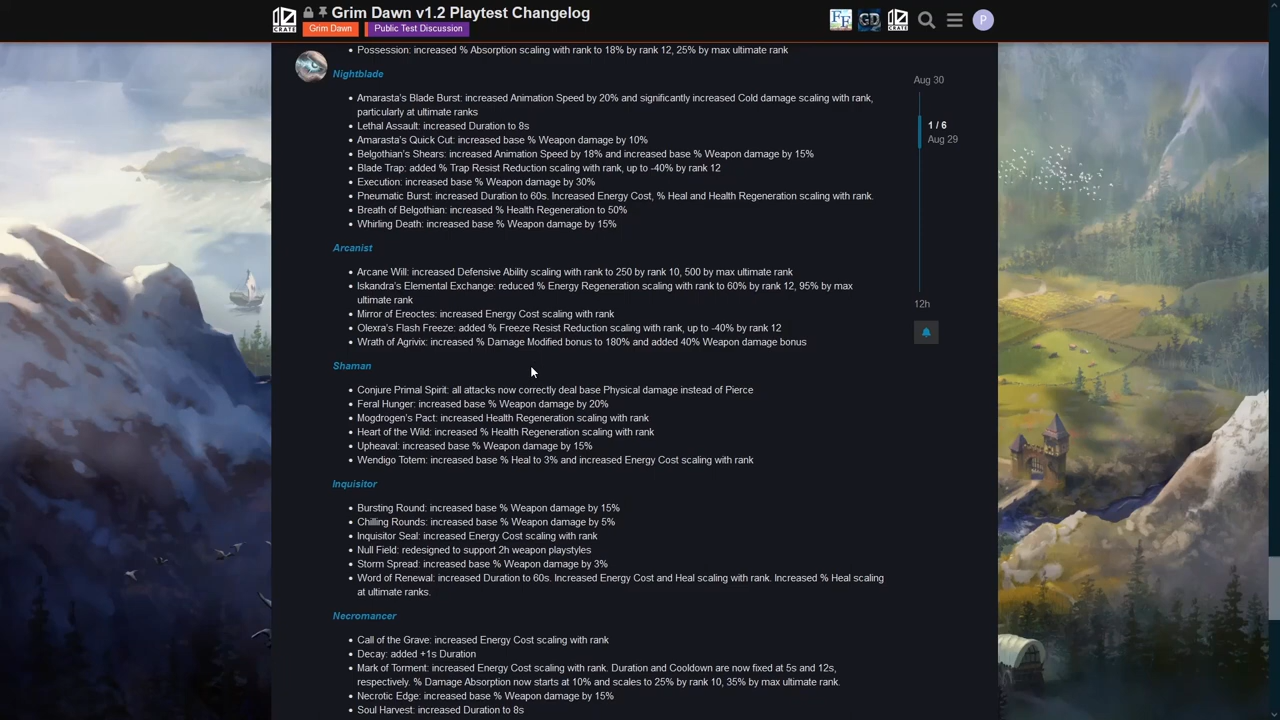 Grim Dawn v1.2 Playtest Changelog
Grim Dawn
Public Test Discussion
CRATE
FF
GD
CRATE
P
Possession: increased % Absorption scaling with rank to 18% by rank 12, 25% by max ultimate rank
Nightblade
Amarasta's Blade Burst: increased Animation Speed by 20% and significantly increased Cold damage scaling with rank,
particularly at ultimate ranks
Lethal Assault: increased Duration to 8s
Amarasta's Quick Cut: increased base % Weapon damage by 10%
Belgothian's Shears: increased Animation Speed by 18% and increased base % Weapon damage by 15%
Blade Trap: added % Trap Resist Reduction scaling with rank, up to -40% by rank 12
Execution: increased base % Weapon damage by 30%
Pneumatic Burst: increased Duration to 60s. Increased Energy Cost, % Heal and Health Regeneration scaling with rank.
Breath of Belgothian: increased % Health Regeneration to 50%
Whirling Death: increased base % Weapon damage by 15%
Arcanist
Arcane Will: increased Defensive Ability scaling with rank to 250 by rank 10, 500 by max ultimate rank
Iskandra's Elemental Exchange: reduced % Energy Regeneration scaling with rank to 60% by rank 12, 95% by max
ultimate rank
Mirror of Ereoctes: increased Energy Cost scaling with rank
Olexra's Flash Freeze: added % Freeze Resist Reduction scaling with rank, up to -40% by rank 12
Wrath of Agrivix: increased % Damage Modified bonus to 180% and added 40% Weapon damage bonus
Shaman
Conjure Primal Spirit: all attacks now correctly deal base Physical damage instead of Pierce
Feral Hunger: increased base % Weapon damage by 20%
Mogdrogen's Pact: increased Health Regeneration scaling with rank
Heart of the Wild: increased % Health Regeneration scaling with rank
Upheaval: increased base % Weapon damage by 15%
Wendigo Totem: increased base % Heal to 3% and increased Energy Cost scaling with rank
Inquisitor
Bursting Round: increased base % Weapon damage by 15%
Chilling Rounds: increased base % Weapon damage by 5%
Inquisitor Seal: increased Energy Cost scaling with rank
Null Field: redesigned to support 2h weapon playstyles
Storm Spread: increased base % Weapon damage by 3%
Word of Renewal: increased Duration to 60s. Increased Energy Cost and Heal scaling with rank. Increased % Heal scaling
at ultimate ranks.
Necromancer
Call of the Grave: increased Energy Cost scaling with rank
Decay: added +1s Duration
Mark of Torment: increased Energy Cost scaling with rank. Duration and Cooldown are now fixed at 5s and 12s,
respectively. % Damage Absorption now starts at 10% and scales to 25% by rank 10, 35% by max ultimate rank.
Necrotic Edge: increased base % Weapon damage by 15%
Soul Harvest: increased Duration to 8s
Aug 30
1 / 6
Aug 29
12h